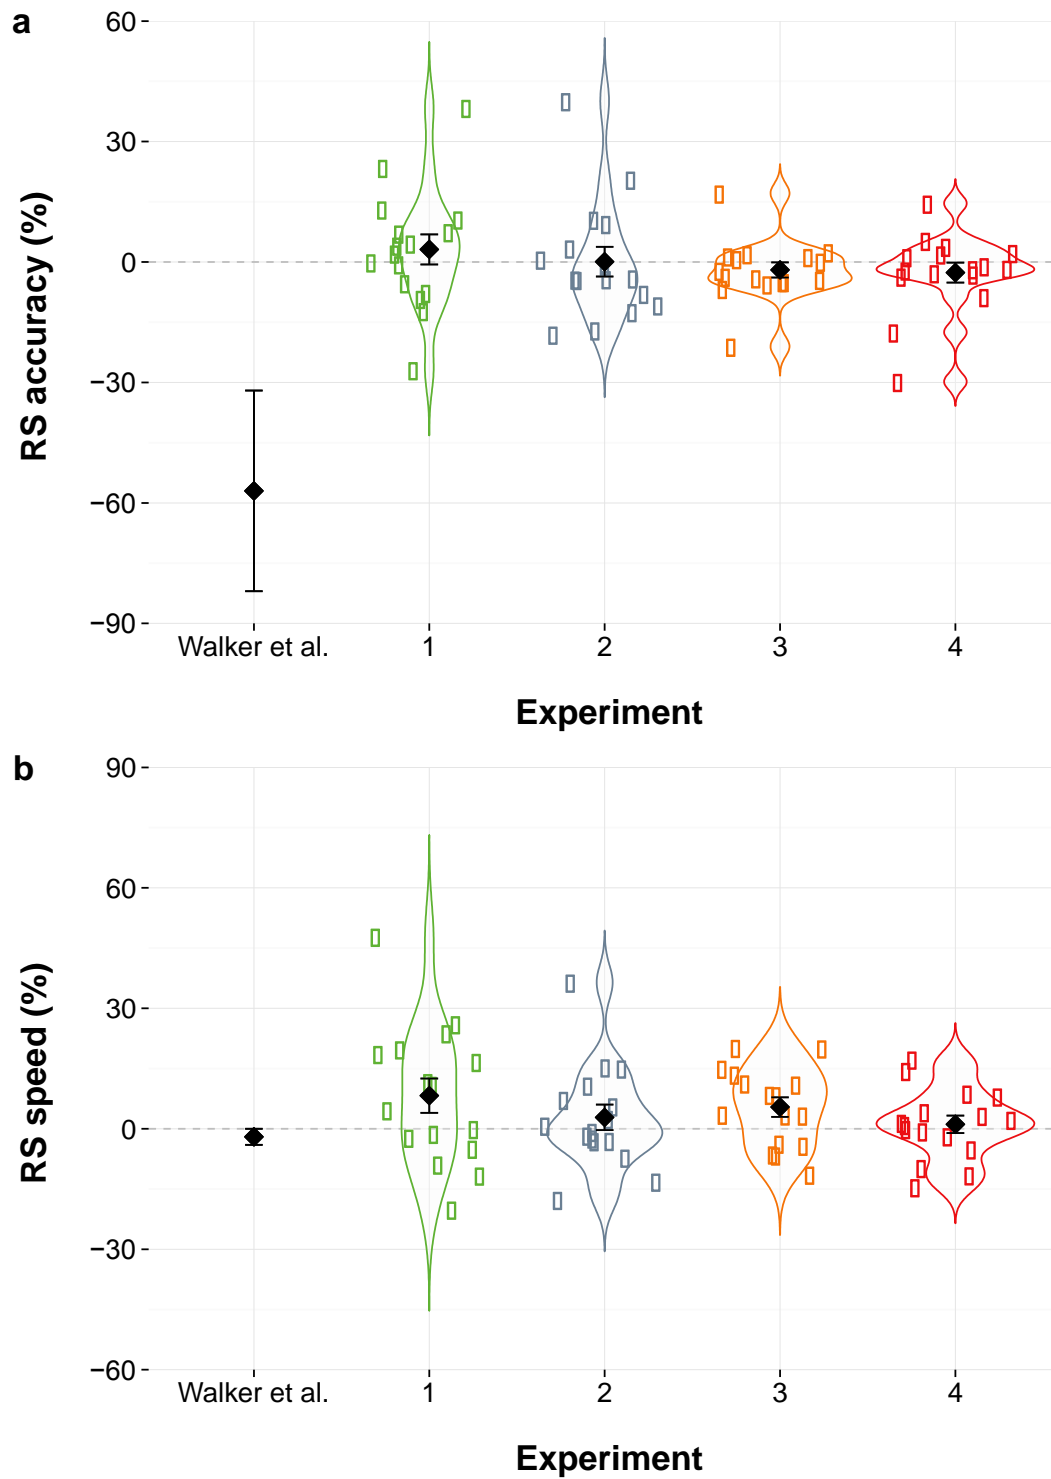 a
RS accuracy (%)
60
30
0
−30
−60
−90
Walker et al. 1 2 3 4
Experiment
b
RS speed (%)
90
60
30
0
−30
−60
Walker et al. 1 2 3 4
Experiment